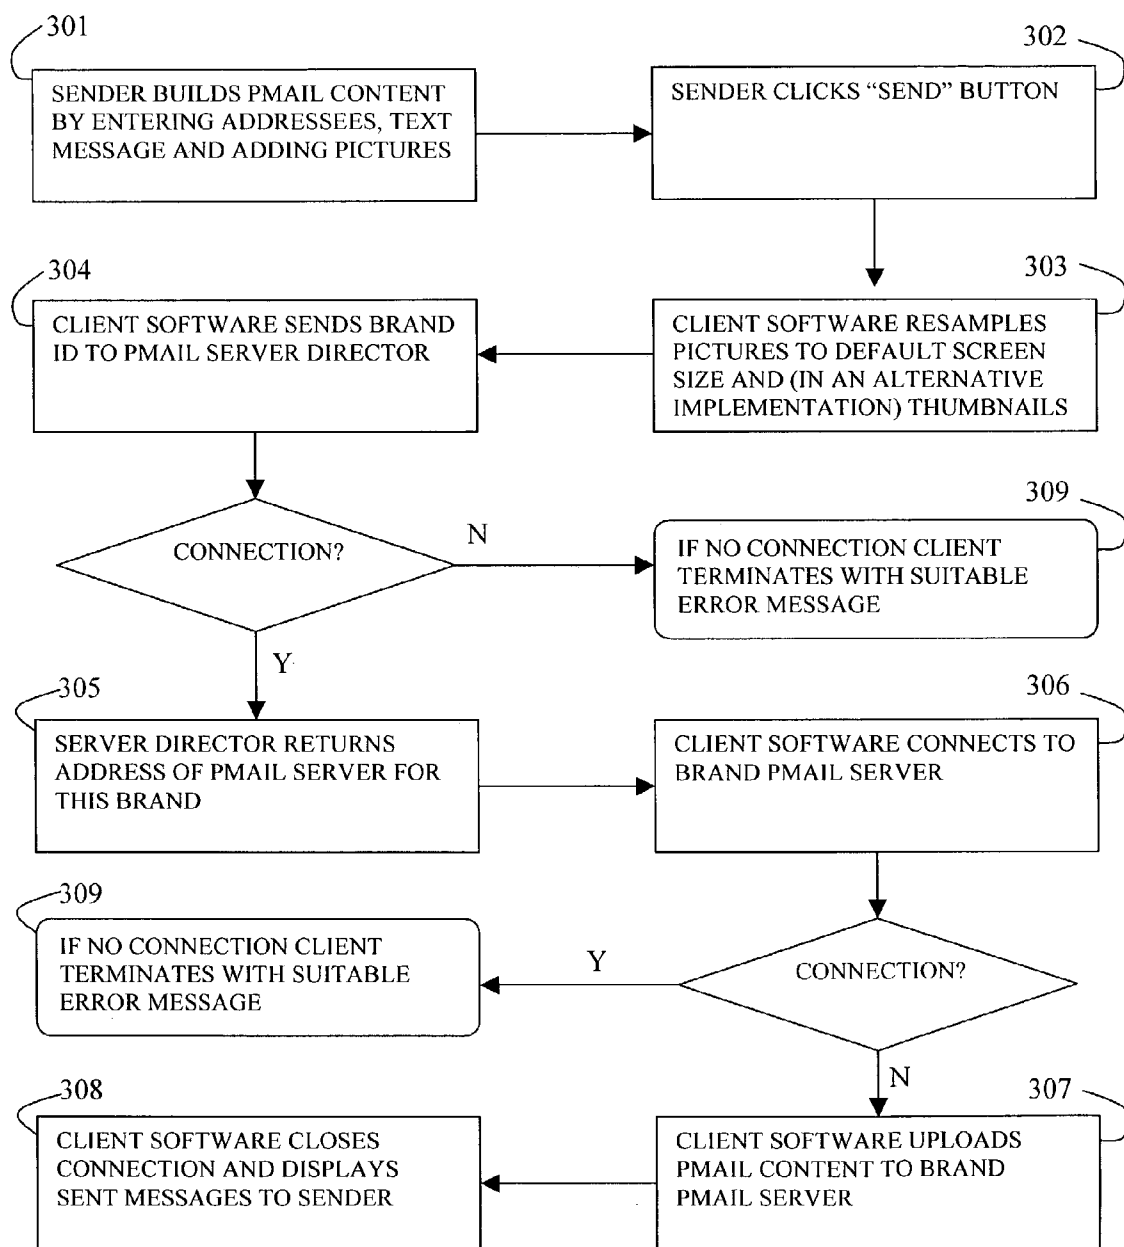 301
SENDER BUILDS PMAIL CONTENT
BY ENTERING ADDRESSEES, TEXT
MESSAGE AND ADDING PICTURES
302
SENDER CLICKS “SEND” BUTTON
304
CLIENT SOFTWARE SENDS BRAND
ID TO PMAIL SERVER DIRECTOR
303
CLIENT SOFTWARE RESAMPLES
PICTURES TO DEFAULT SCREEN
SIZE AND (IN AN ALTERNATIVE
IMPLEMENTATION) THUMBNAILS
CONNECTION?
N
309
IF NO CONNECTION CLIENT
TERMINATES WITH SUITABLE
ERROR MESSAGE
Y
305
SERVER DIRECTOR RETURNS
ADDRESS OF PMAIL SERVER FOR
THIS BRAND
306
CLIENT SOFTWARE CONNECTS TO
BRAND PMAIL SERVER
309
IF NO CONNECTION CLIENT
TERMINATES WITH SUITABLE
ERROR MESSAGE
Y
CONNECTION?
N
308
CLIENT SOFTWARE CLOSES
CONNECTION AND DISPLAYS
SENT MESSAGES TO SENDER
307
CLIENT SOFTWARE UPLOADS
PMAIL CONTENT TO BRAND
PMAIL SERVER